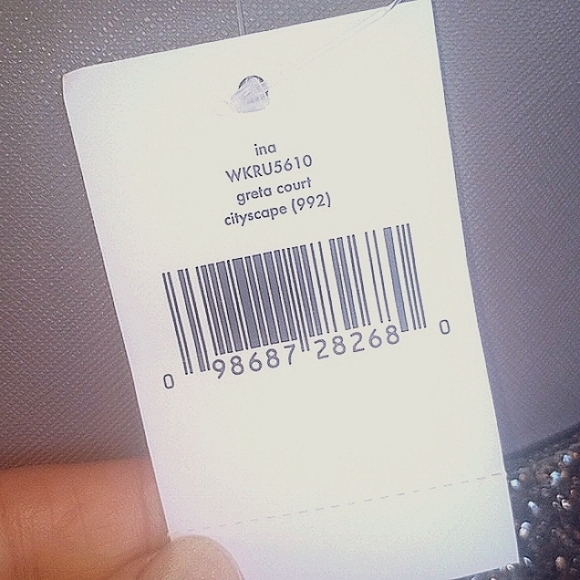 ina
WKRU5610
greta court
cityscape (992)
0 98687 28268 0